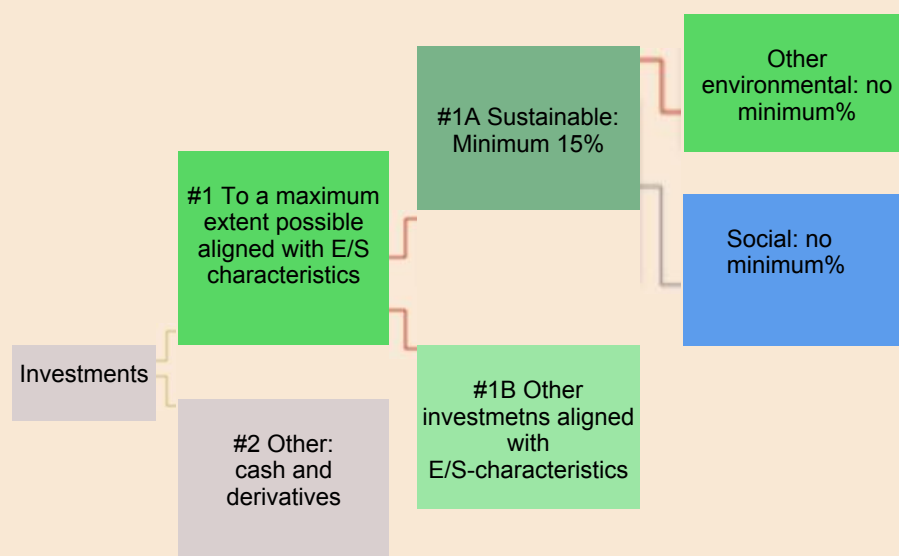 Investments
#1 To a maximum
extent possible
aligned with E/S
characteristics
#2 Other:
cash and
derivatives
#1A Sustainable:
Minimum 15%
#1B Other
investmetns aligned
with
E/S-characteristics
Other
environmental: no
minimum%
Social: no
minimum%